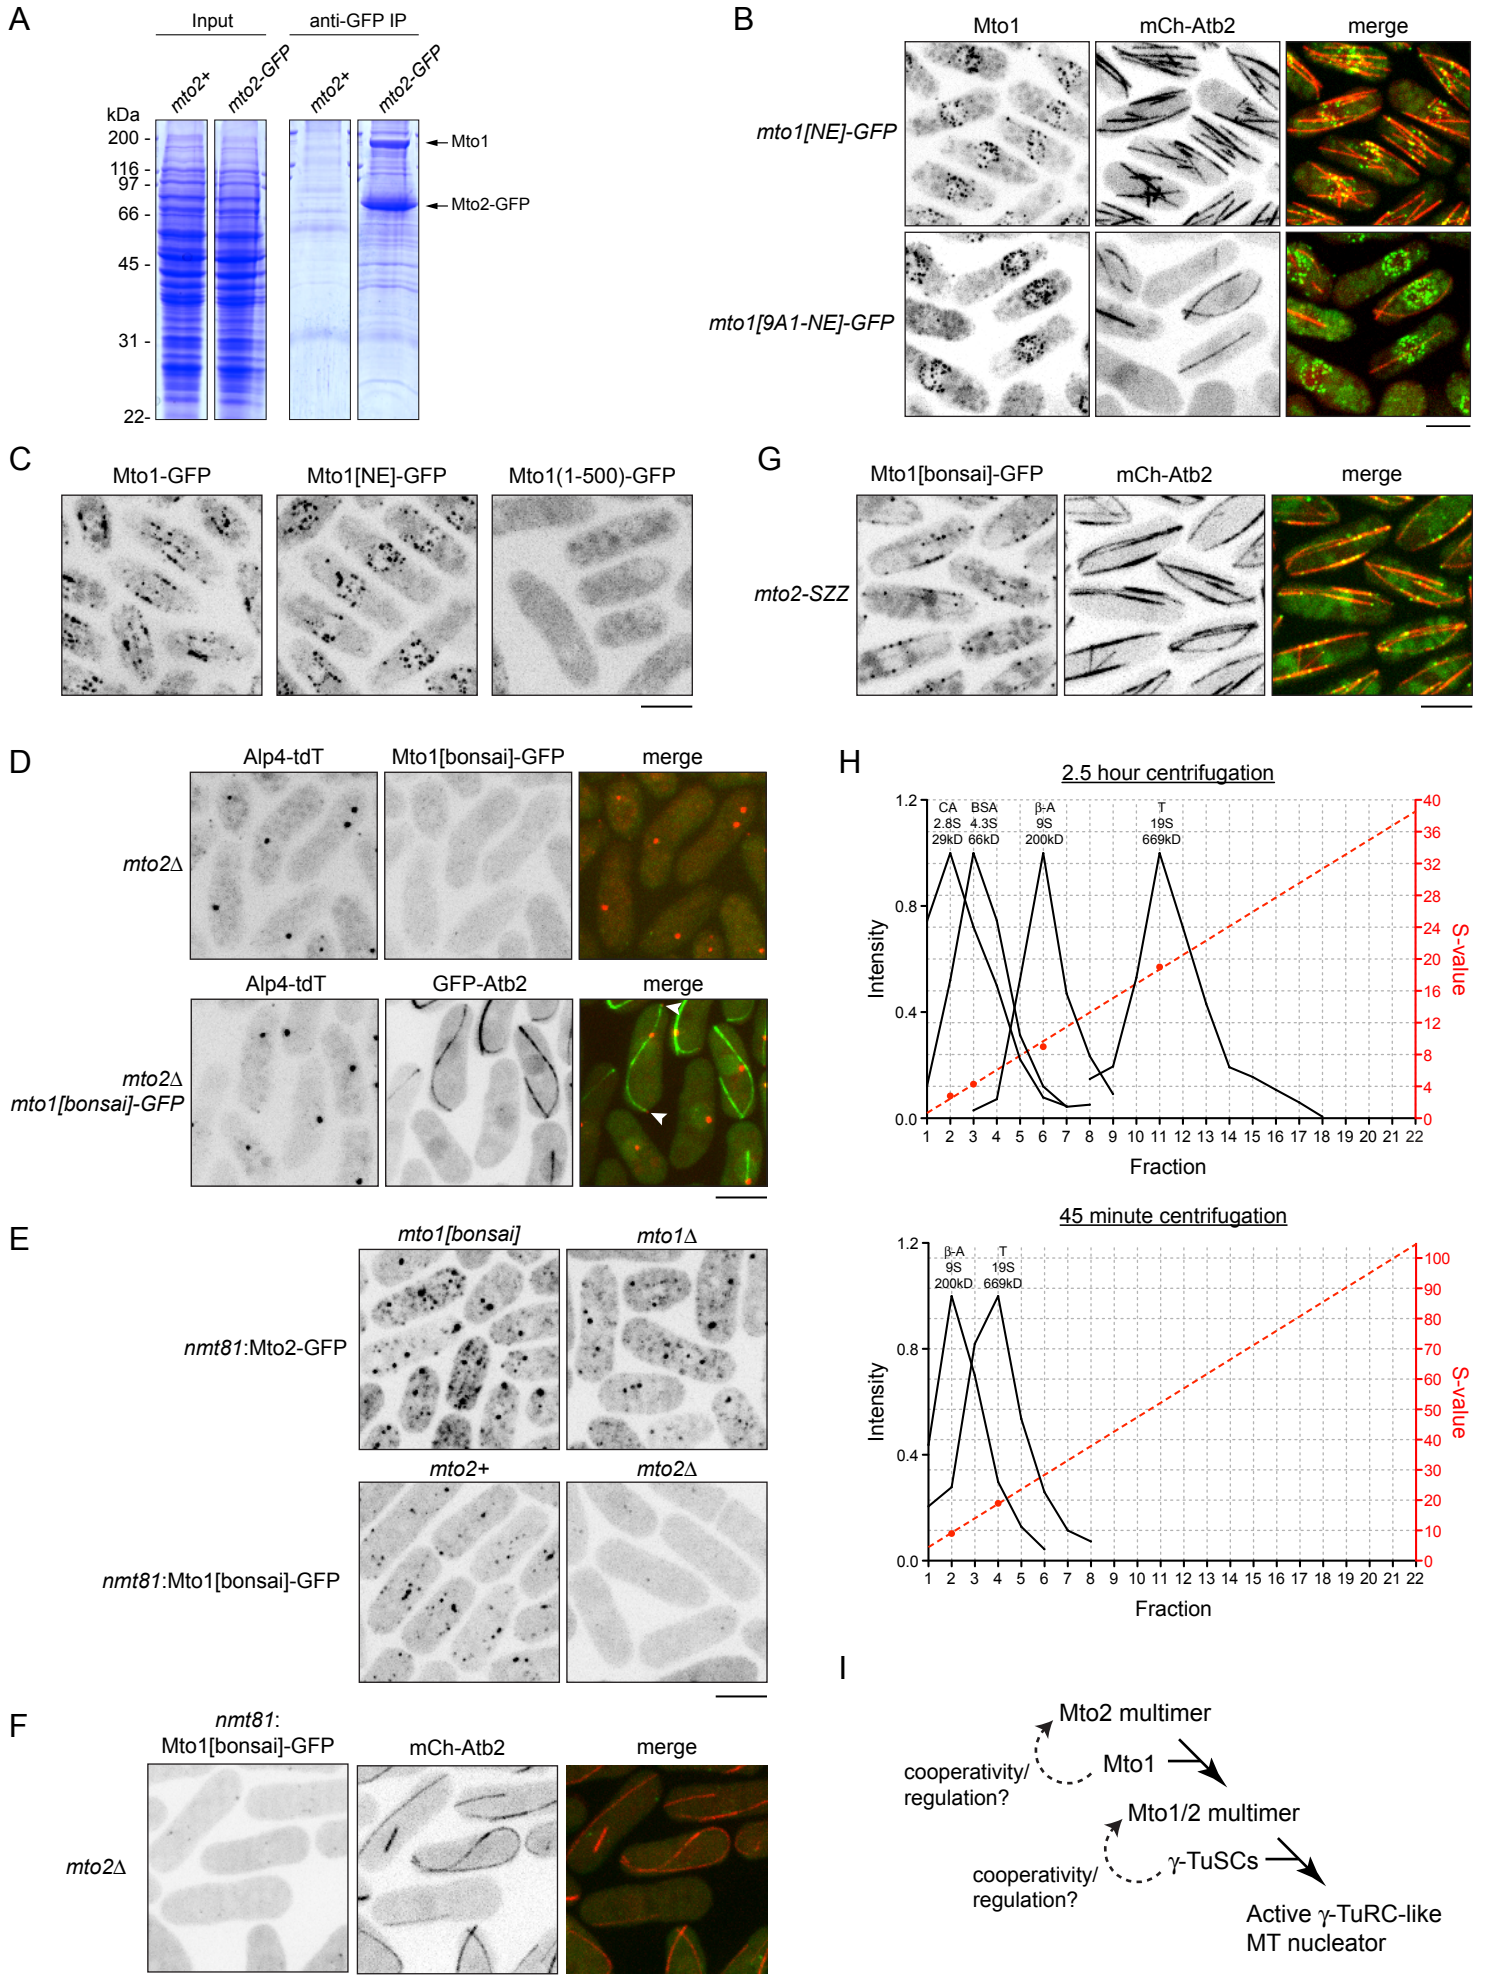 A
Input
anti-GFP IP
mto2+
mto2-GFP
mto2+
mto2-GFP
kDa
200 -
116 -
97 -
66 -
45 -
31 -
22-
Mto1
Mto2-GFP
B
Mto1
mCh-Atb2
merge
mto1[NE]-GFP
mto1[9A1-NE]-GFP
C
Mto1-GFP
Mto1[NE]-GFP
Mto1(1-500)-GFP
G
Mto1[bonsai]-GFP
mCh-Atb2
merge
mto2-SZZ
D
Alp4-tdT
Mto1[bonsai]-GFP
merge
mto2Δ
Alp4-tdT
GFP-Atb2
merge
mto2Δ
mto1[bonsai]-GFP
E
mto1[bonsai]
mto1Δ
nmt81:Mto2-GFP
mto2+
mto2Δ
nmt81:Mto1[bonsai]-GFP
F
nmt81:
Mto1[bonsai]-GFP
mCh-Atb2
merge
mto2Δ
H
2.5 hour centrifugation
1.2
0.8
0.4
0.0
Intensity
CA
2.8S
29kD
BSA
4.3S
66kD
β-A
9S
200kD
T
19S
669kD
40
36
32
28
24
20
16
12
8
4
0
S-value
1 2 3 4 5 6 7 8 9 10 11 12 13 14 15 16 17 18 19 20 21 22
Fraction
45 minute centrifugation
1.2
0.8
0.4
0.0
Intensity
β-A
9S
200kD
T
19S
669kD
100
90
80
70
60
50
40
30
20
10
0
S-value
1 2 3 4 5 6 7 8 9 10 11 12 13 14 15 16 17 18 19 20 21 22
Fraction
I
Mto2 multimer
Mto1
cooperativity/
regulation?
Mto1/2 multimer
γ-TuSCs
cooperativity/
regulation?
Active γ-TuRC-like
MT nucleator